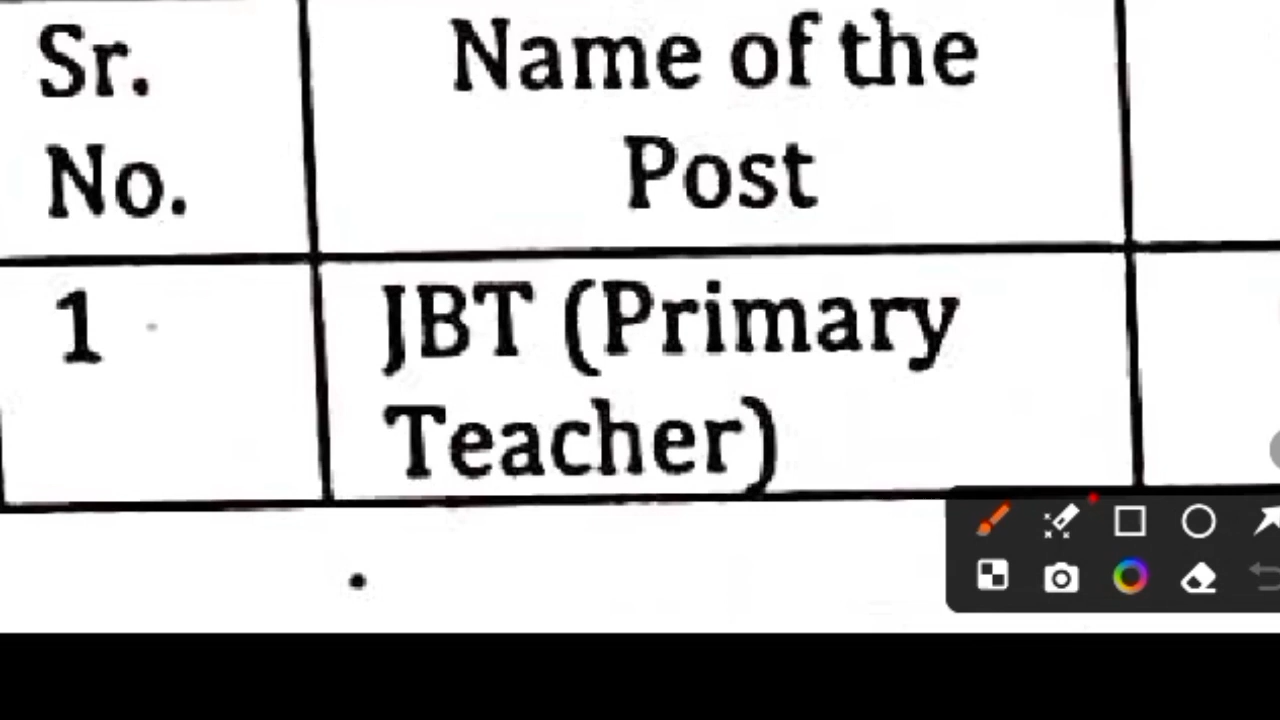 Sr.
No.
Name of the
Post
1
JBT (Primary
Teacher)